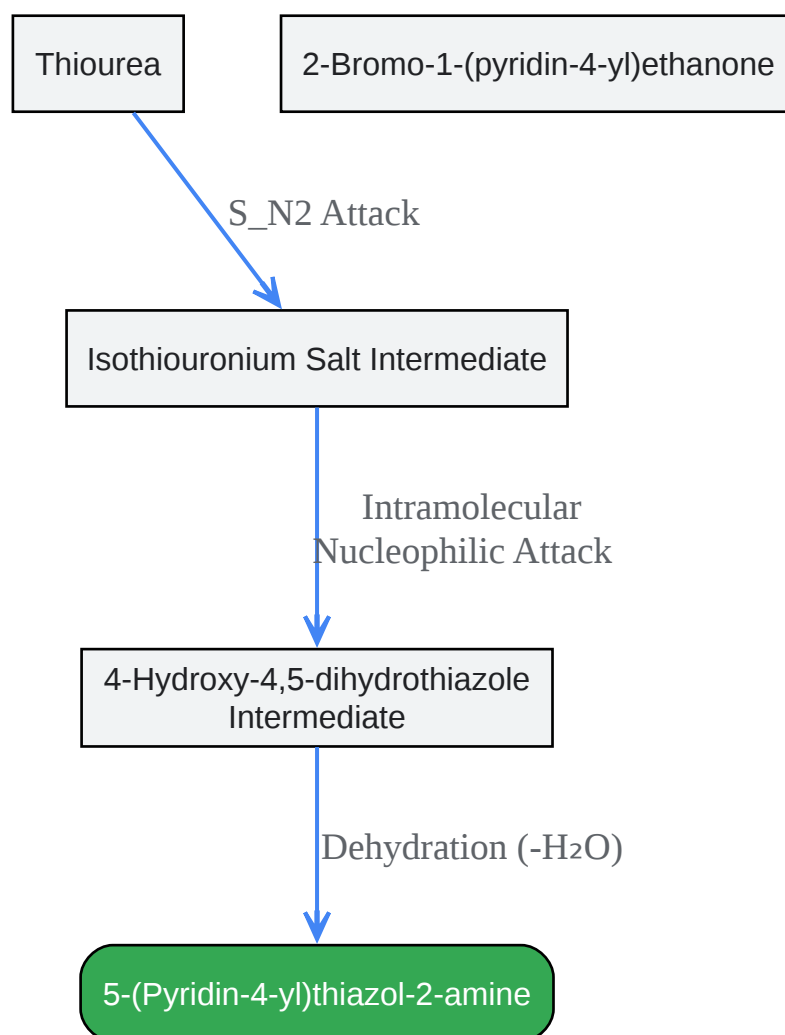 Thiourea
2-Bromo-1-(pyridin-4-yl)ethanone
S_N2 Attack
Isothiouronium Salt Intermediate
Intramolecular
Nucleophilic Attack
4-Hydroxy-4,5-dihydrothiazole
Intermediate
Dehydration (-H₂O)
5-(Pyridin-4-yl)thiazol-2-amine